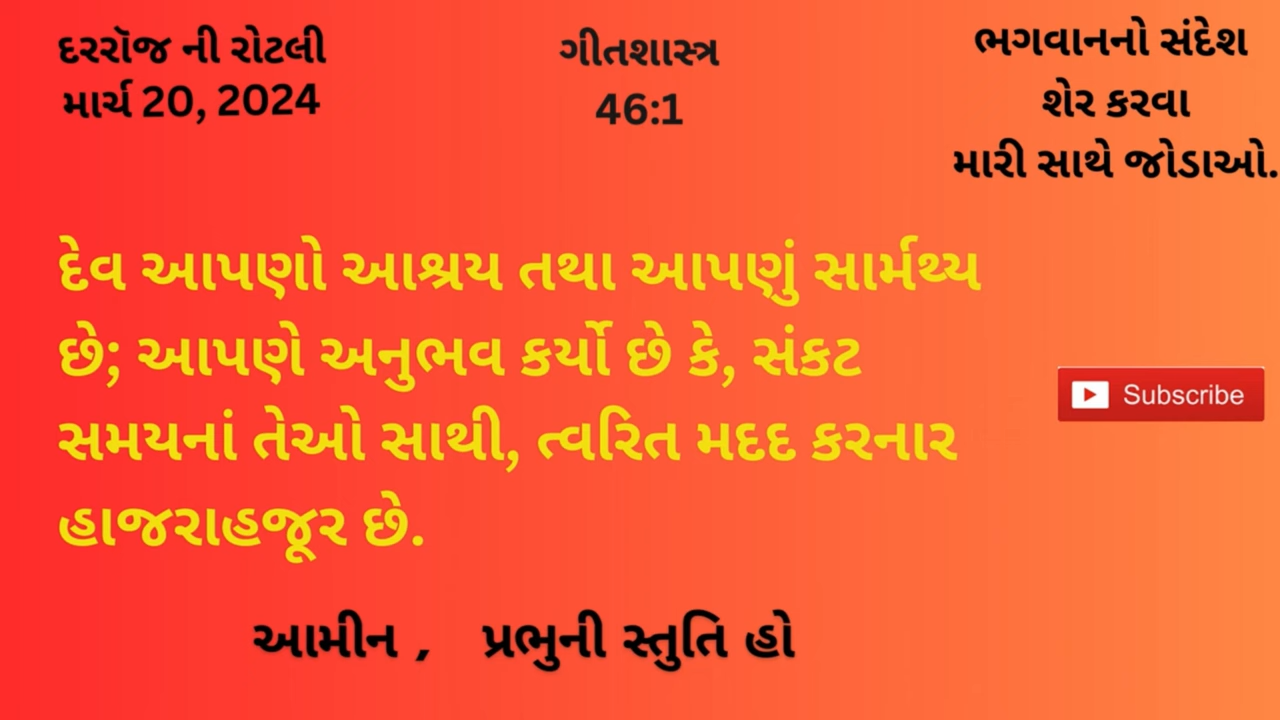 દરરૉજ ની રોટલી
માર્ચ 20, 2024
ગીતશાસ્ત્ર
46:1
ભગવાનનો સંદેશ
શેર કરવા
મારી સાથે જોડાઓ.
દેવ આપણો આશ્રય તથા આપણું સાર્મથ્ય
છે; આપણે અનુભવ કર્યો છે કે, સંકટ
સમયનાં તેઓ સાથી, ત્વરિત મદદ કરનાર
હાજરાહજૂર છે.
Subscribe
આમીન , પ્રભુની સ્તુતિ હો